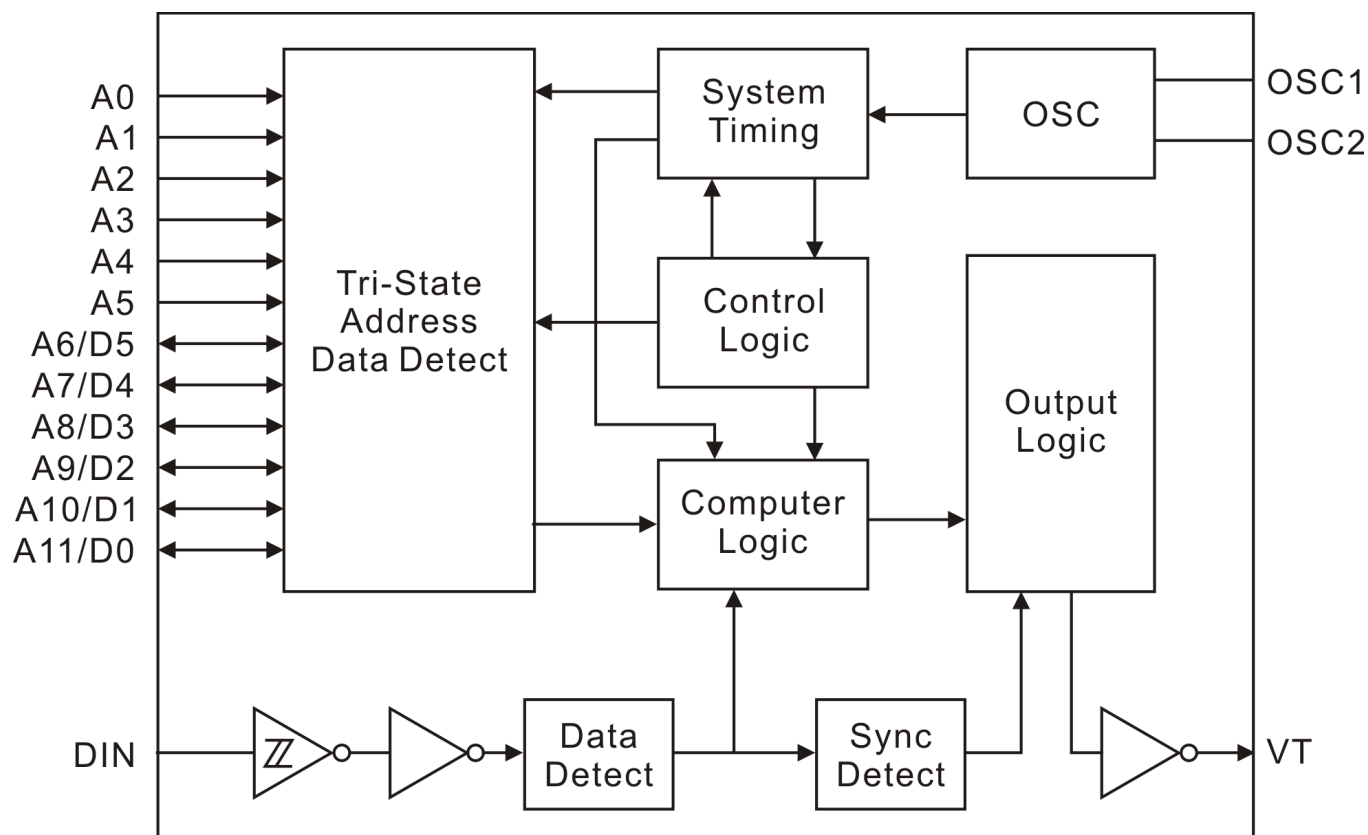 A0
A1
A2
A3
A4
A5
A6/D5
A7/D4
A8/D3
A9/D2
A10/D1
A11/D0
DIN
Tri-State
Address
Data Detect
System
Timing
OSC
OSC1
OSC2
Control
Logic
Output
Logic
Computer
Logic
Data
Detect
Sync
Detect
VT